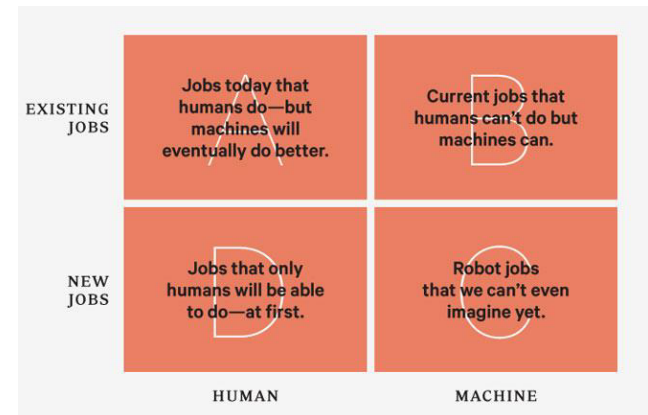 EXISTING
JOBS
A
Jobs today that
humans do—but
machines will
eventually do better.
B
Current jobs that
humans can't do but
machines can.
NEW
JOBS
D
Jobs that only
humans will be able
to do—at first.
C
Robot jobs
that we can't even
imagine yet.
HUMAN
MACHINE